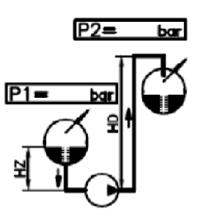 P2= bar
P1= bar
HD
HZ